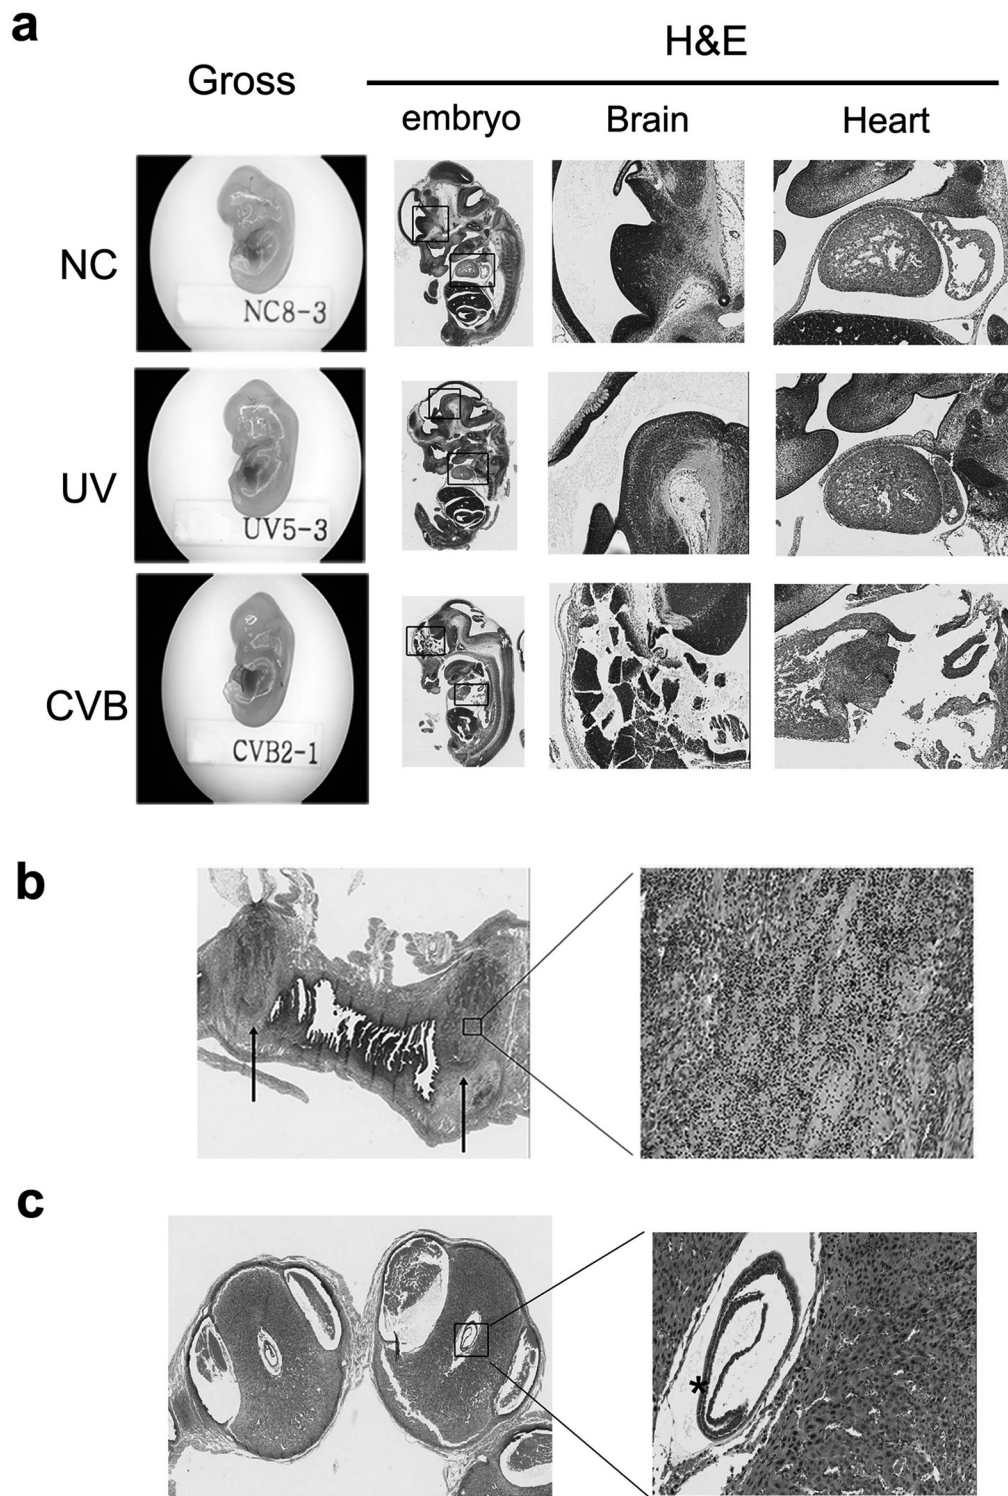 a
H&E
Gross
embryo
Brain
Heart
NC
NC8-3
UV
UV5-3
CVB
CVB2-1
b
c
*